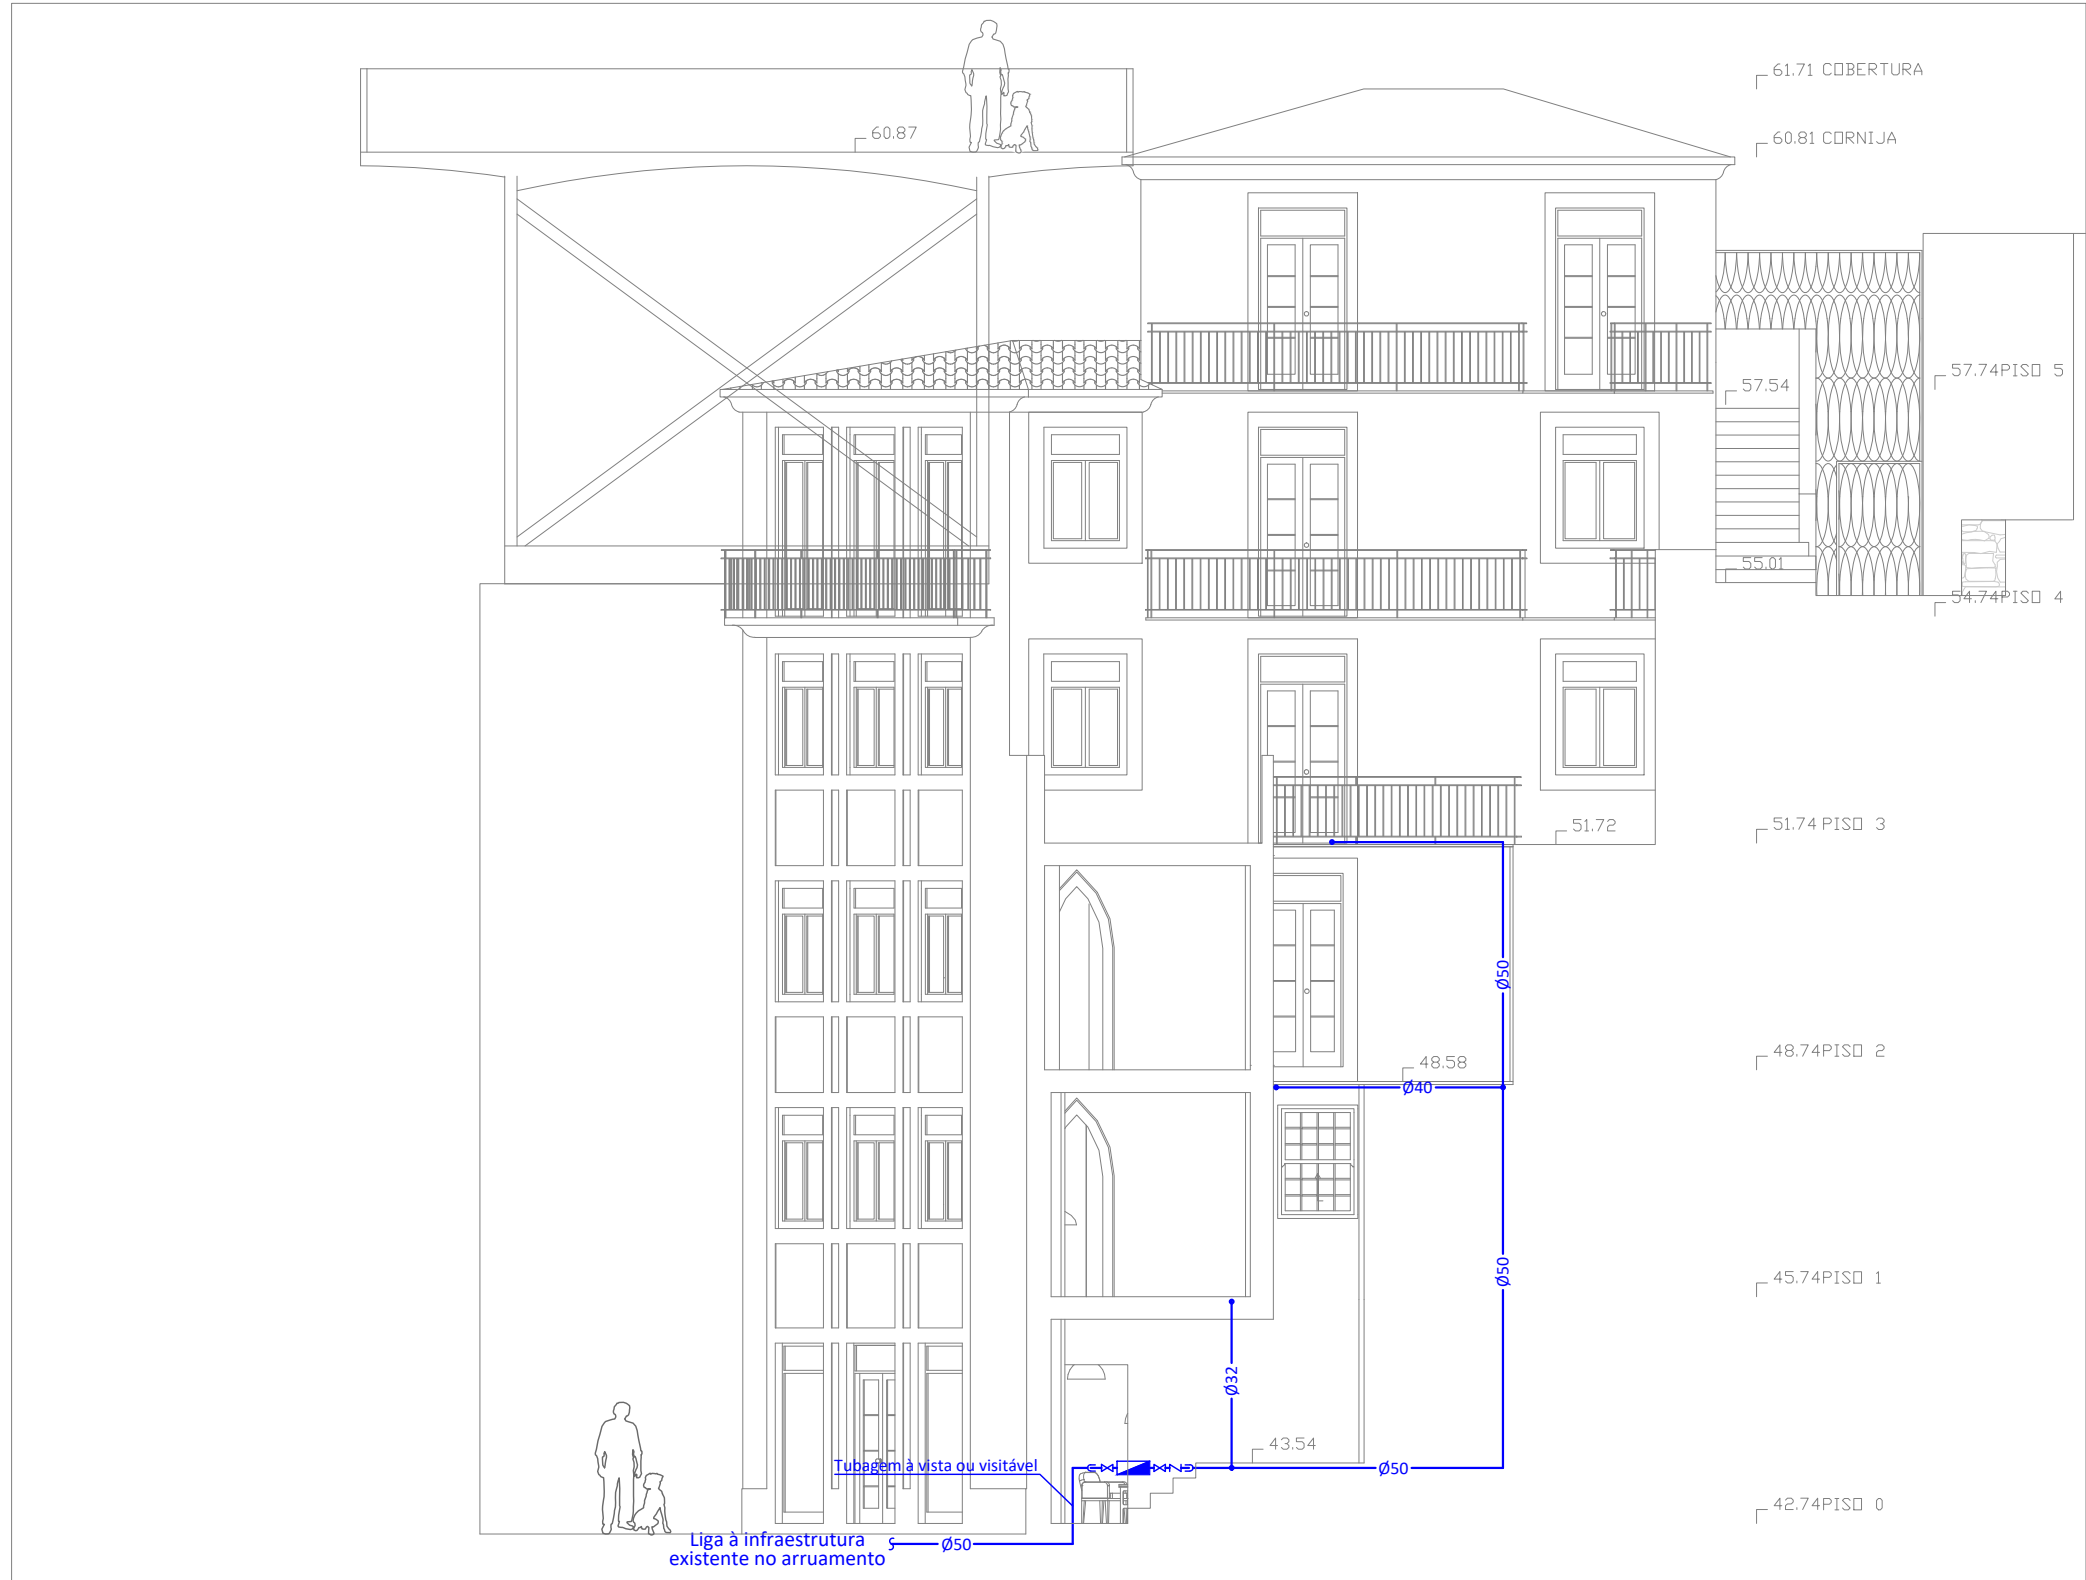 61.71 COBERTURA
60.87
60.81 CORNIJA
57.74PISO 5
57.54
55.01
54.74PISO 4
51.72
51.74 PISO 3
Ø50
48.74PISO 2
48.58
Ø40
Ø50
45.74PISO 1
Ø32
43.54
Tubagem à vista ou visitável
Ø50
42.74PISO 0
Liga à infraestrutura
existente no arruamento
Ø50